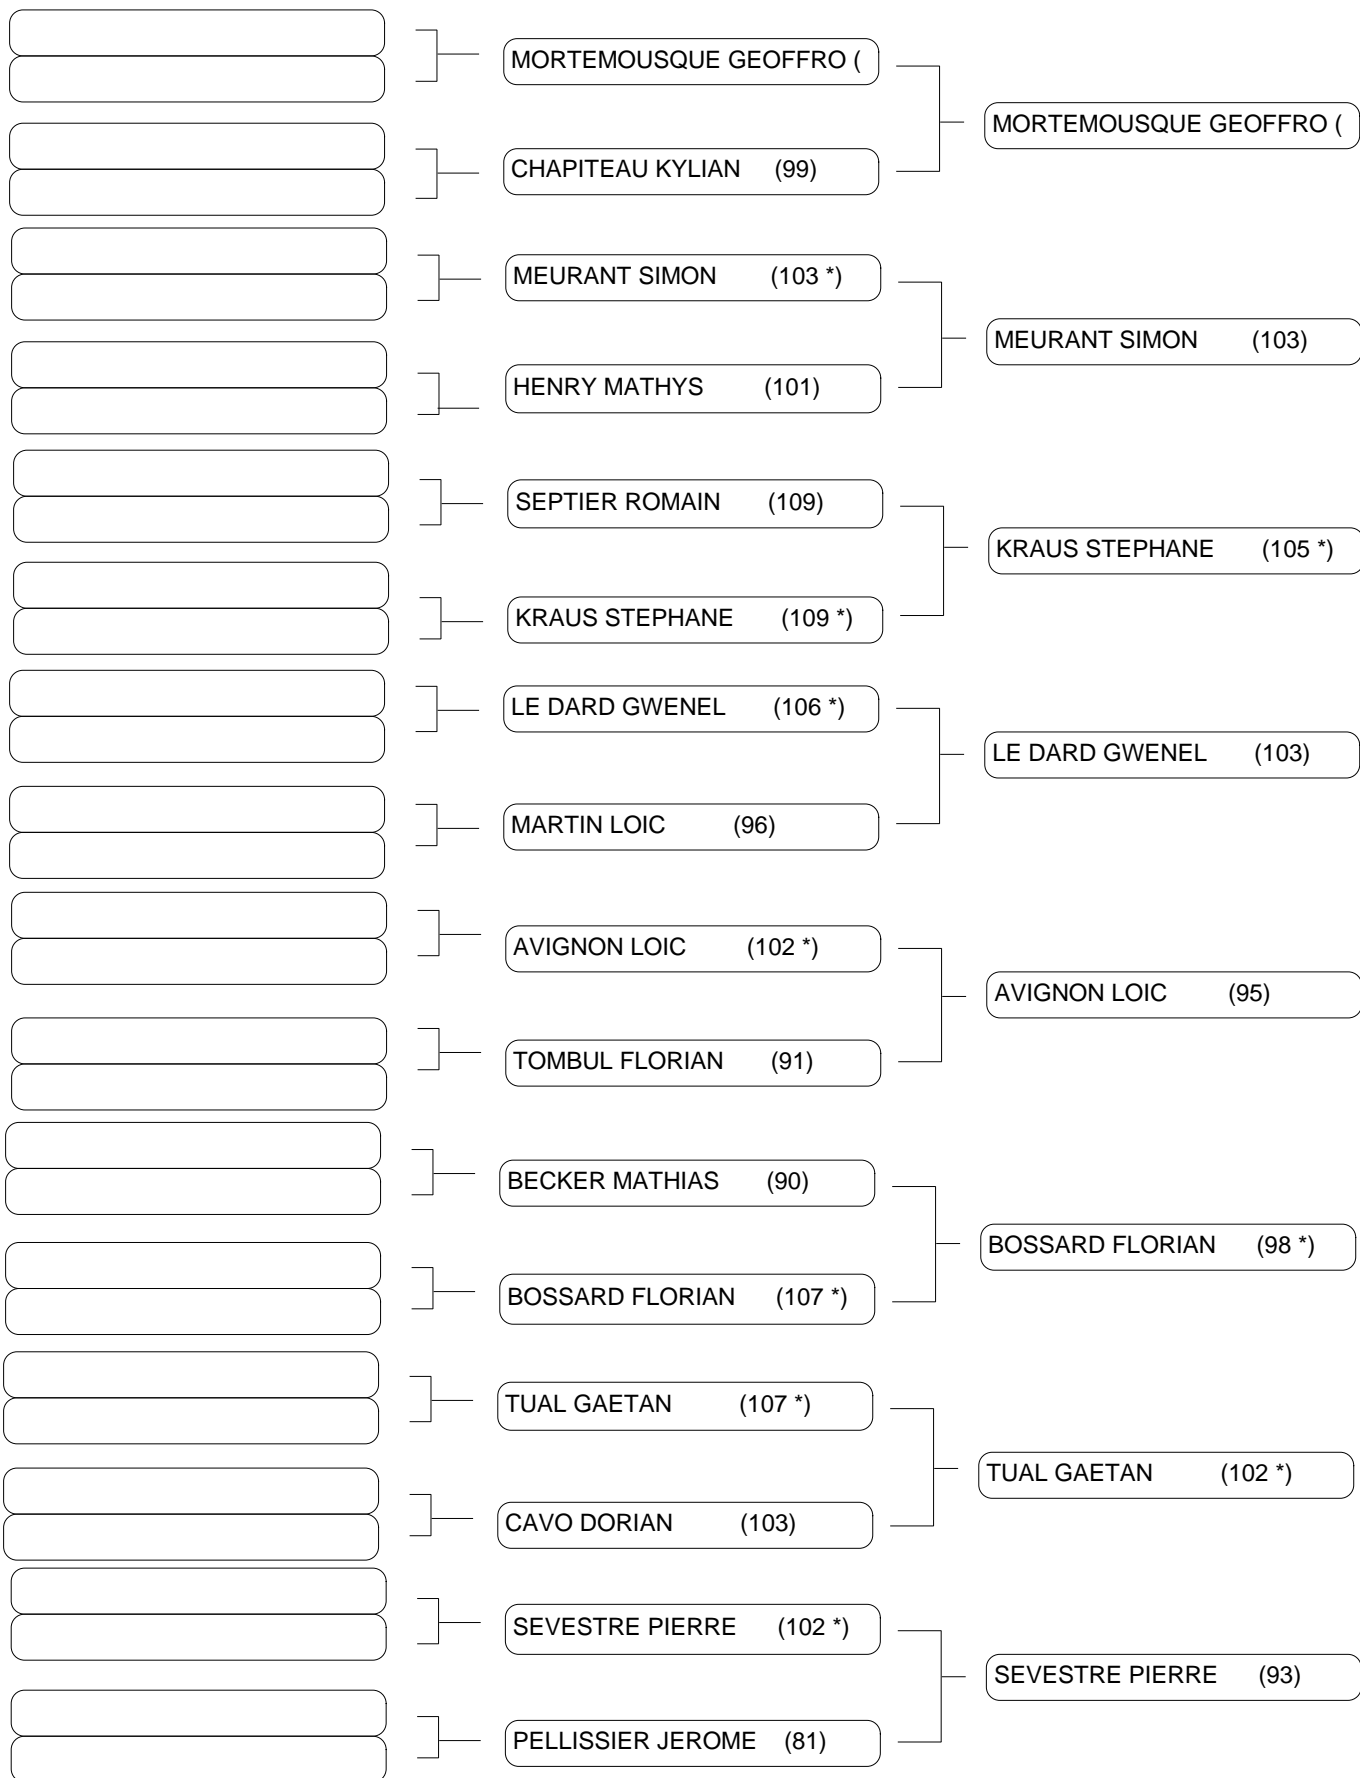 MORTEMOUSQUE GEOFFRO (
CHAPITEAU KYLIAN (99)
MEURANT SIMON (103 *)
HENRY MATHYS (101)
SEPTIER ROMAIN (109)
KRAUS STEPHANE (109 *)
LE DARD GWENEL (106 *)
MARTIN LOIC (96)
AVIGNON LOIC (102 *)
TOMBUL FLORIAN (91)
BECKER MATHIAS (90)
BOSSARD FLORIAN (107 *)
TUAL GAETAN (107 *)
CAVO DORIAN (103)
SEVESTRE PIERRE (102 *)
PELLISSIER JEROME (81)
MORTEMOUSQUE GEOFFRO (
MEURANT SIMON (103)
KRAUS STEPHANE (105 *)
LE DARD GWENEL (103)
AVIGNON LOIC (95)
BOSSARD FLORIAN (98 *)
TUAL GAETAN (102 *)
SEVESTRE PIERRE (93)